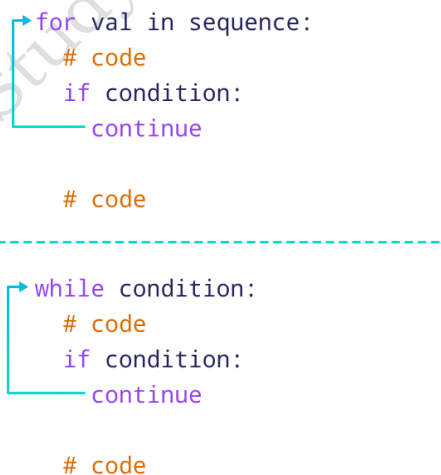 for val in sequence:
# code
if condition:
continue
# code
while condition:
# code
if condition:
continue
# code